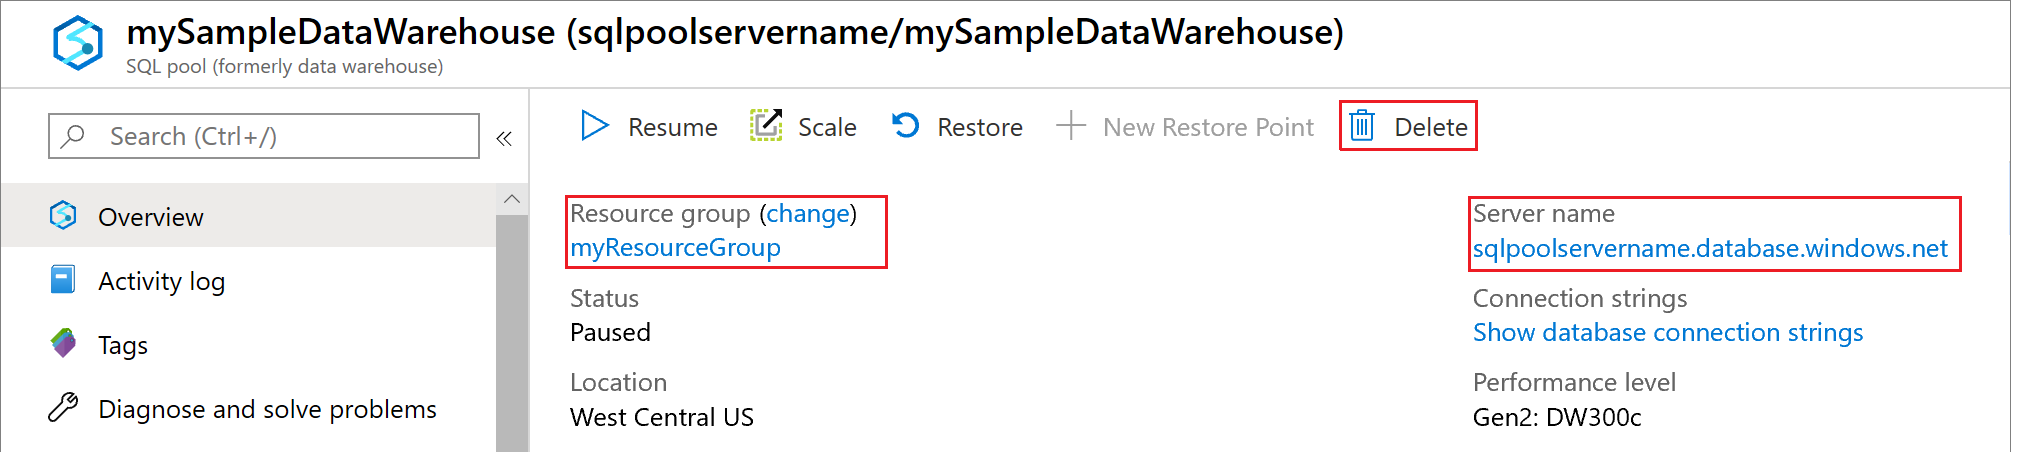 mySampleDataWarehouse (sqlpoolservername/mySampleDataWarehouse)
SQL pool (formerly data warehouse)
Search (Ctrl+/)
«
Resume
Scale
Restore
New Restore Point
Delete
Overview
Activity log
Tags
Diagnose and solve problems
Resource group (change)
myResourceGroup
Status
Paused
Location
West Central US
Server name
sqlpoolservername.database.windows.net
Connection strings
Show database connection strings
Performance level
Gen2: DW300c